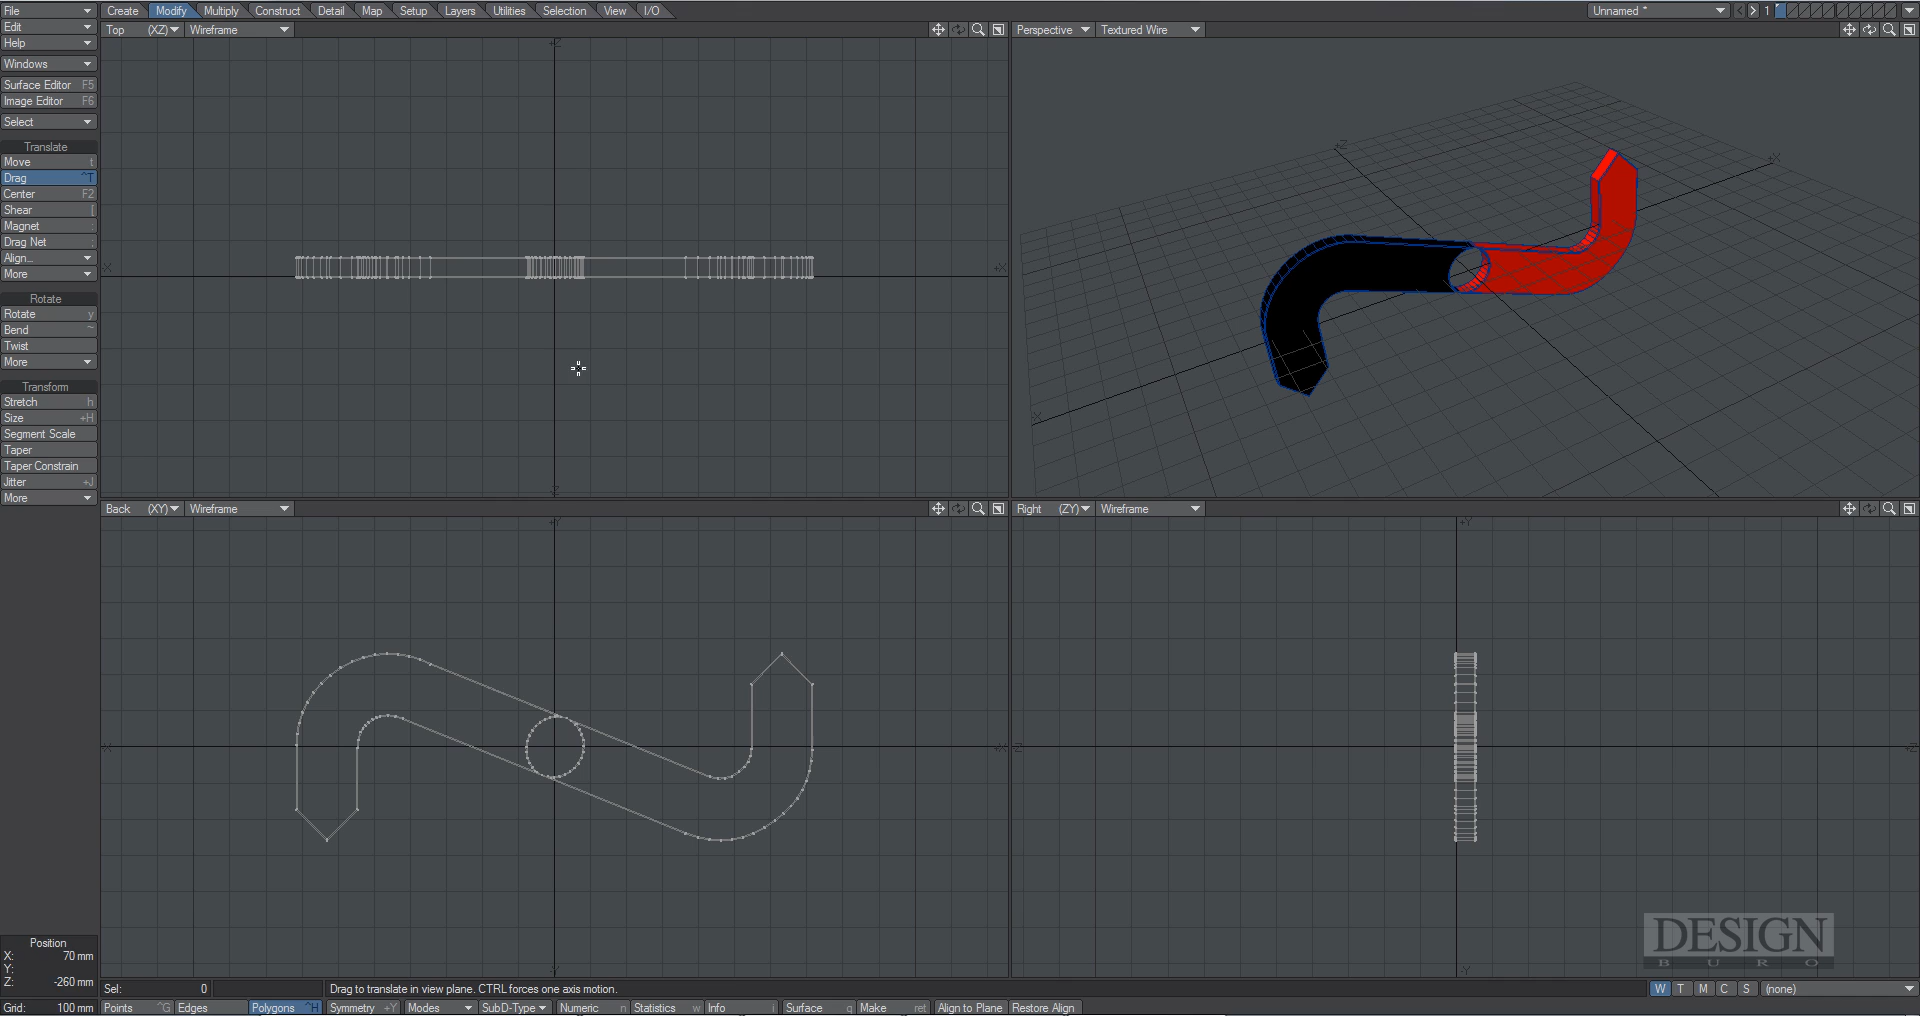 File
Edit
Help
Windows
Surface Editor F5
Image Editor F6
Select
Translate
Move t
Drag ^T
Center F2
Shear [
Magnet :
Drag Net ;
Align...
More
Rotate
Rotate y
Bend ~
Twist
More
Transform
Stretch h
Size +H
Segment Scale
Taper
Taper Constrain
Jitter +J
More
Position
X: 70 mm
Y:
Z: -260 mm
Grid: 100 mm
Create Modify Multiply Construct Detail Map Setup Layers Utilities Selection View I/O
Unnamed * < > 1
Top (XZ) Wireframe
Perspective Textured Wire
Back (XY) Wireframe
Right (ZY) Wireframe
DESIGN
BURO
Sel: 0 Drag to translate in view plane. CTRL forces one axis motion.
W T M C S (none)
Points ^G Edges Polygons ^H Symmetry +Y Modes SubD-Type Numeric n Statistics w Info i Surface q Make ret Align to Plane Restore Align